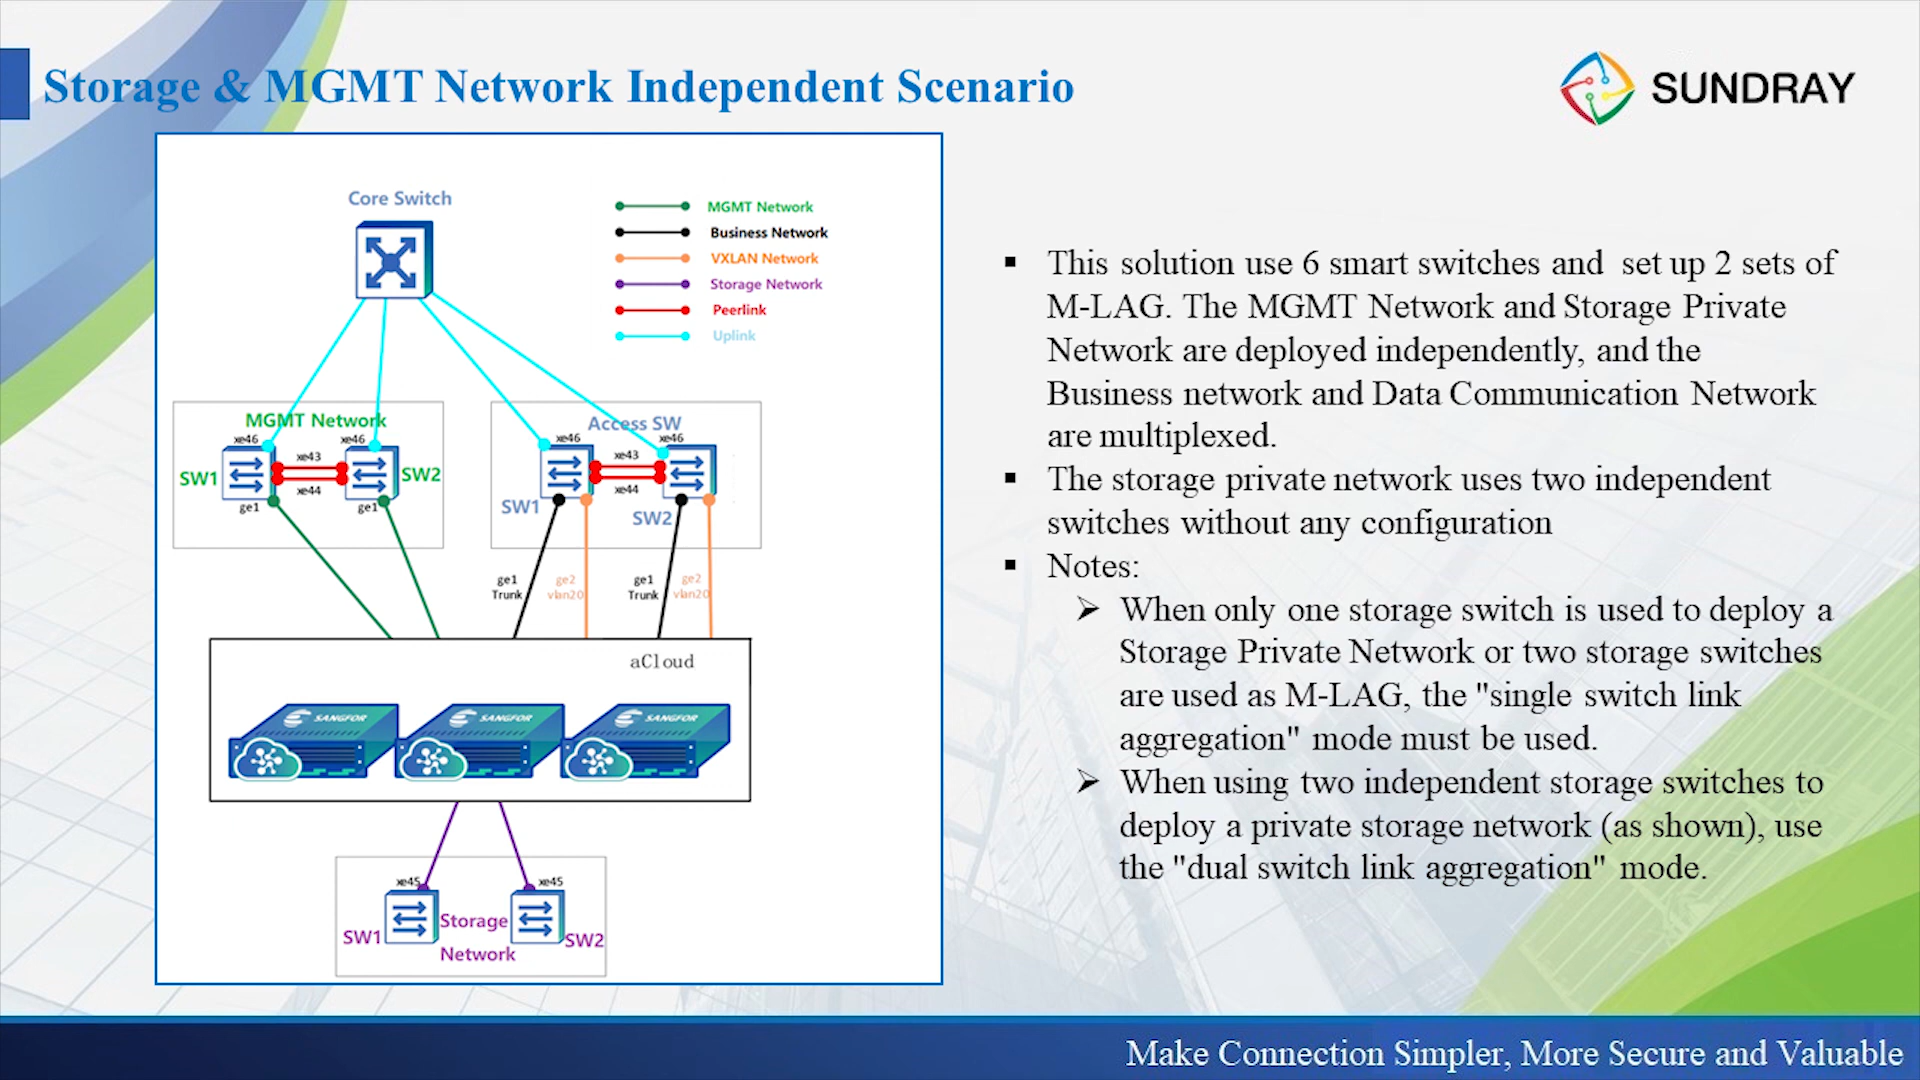 Storage & MGMT Network Independent Scenario
SUNDRAY
Core Switch
MGMT Network
Business Network
VXLAN Network
Storage Network
Peerlink
Uplink
MGMT Network
xe46
xe46
SW1
xe43
xe44
SW2
ge1
ge1
Access SW
xe46
xe46
xe43
xe44
SW1
SW2
ge1
Trunk
ge2
vlan20
ge1
Trunk
ge2
vlan20
aCloud
SANGFOR
SANGFOR
SANGFOR
xe45
xe45
SW1
Storage
Network
SW2
This solution use 6 smart switches and set up 2 sets of
M-LAG. The MGMT Network and Storage Private
Network are deployed independently, and the
Business network and Data Communication Network
are multiplexed.
The storage private network uses two independent
switches without any configuration
Notes:
When only one storage switch is used to deploy a
Storage Private Network or two storage switches
are used as M-LAG, the "single switch link
aggregation" mode must be used.
When using two independent storage switches to
deploy a private storage network (as shown), use
the "dual switch link aggregation" mode.
Make Connection Simpler, More Secure and Valuable